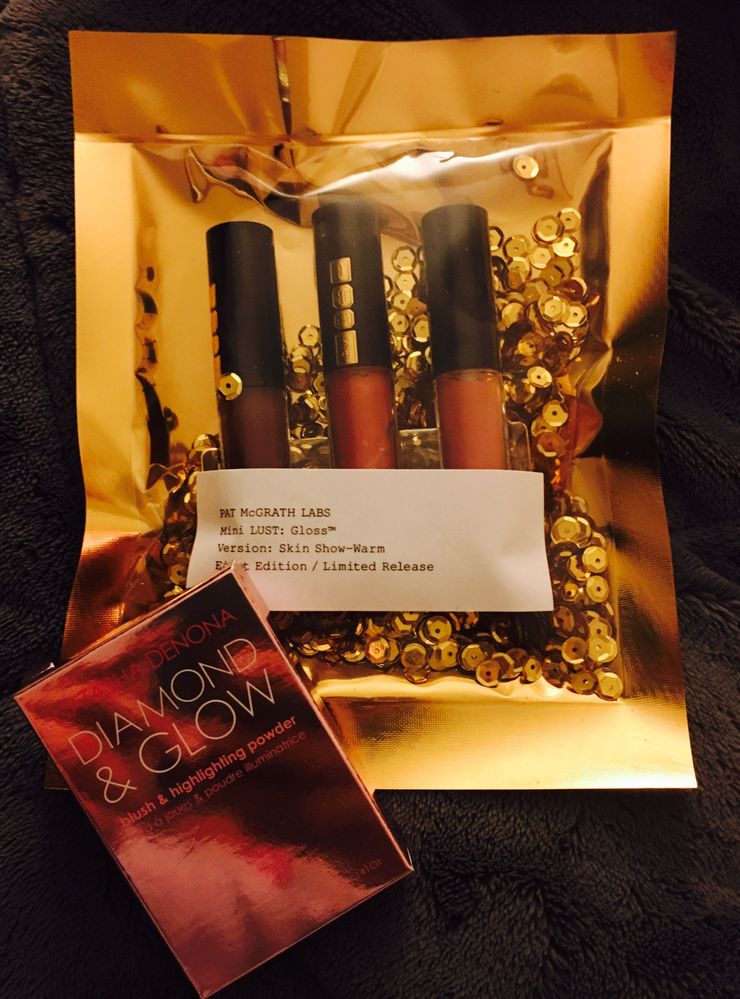 PAT McGRATH LABS
Mini LUST: Gloss™
Version: Skin Show-Warm
Edition / Limited Release
DENONA
DIAMOND
& GLOW
blush & highlighting powder
à joues & poudre illuminatrice